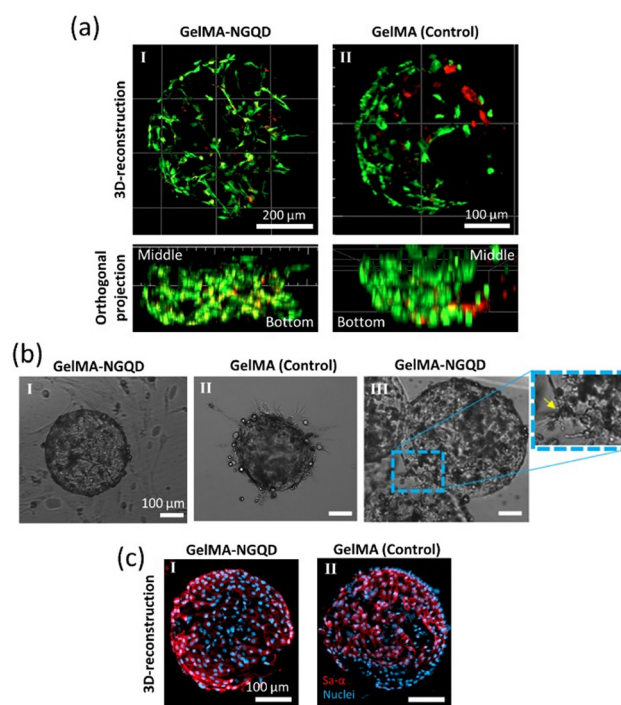 (a)
GelMA-NGQD
GelMA (Control)
3D-reconstruction
I
II
200 µm
100 µm
Orthogonal
projection
Middle
Bottom
Middle
Bottom
(b)
GelMA-NGQD
GelMA (Control)
GelMA-NGQD
I
II
III
100 µm
(c)
GelMA-NGQD
GelMA (Control)
3D-reconstruction
I
II
100 µm
Sa-α
Nuclei